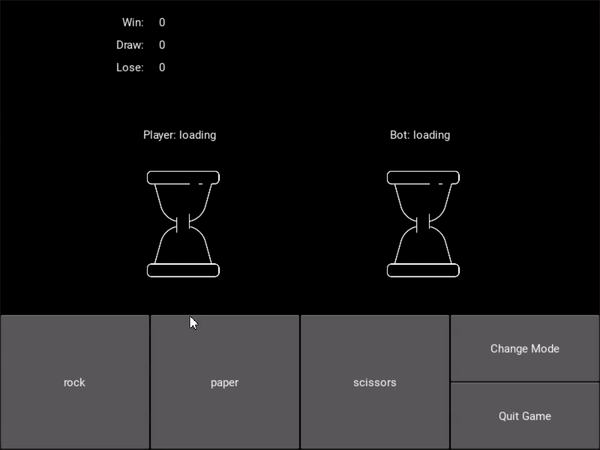 Win: 0
Draw: 0
Lose: 0
Player: loading
Bot: loading
rock
paper
scissors
Change Mode
Quit Game